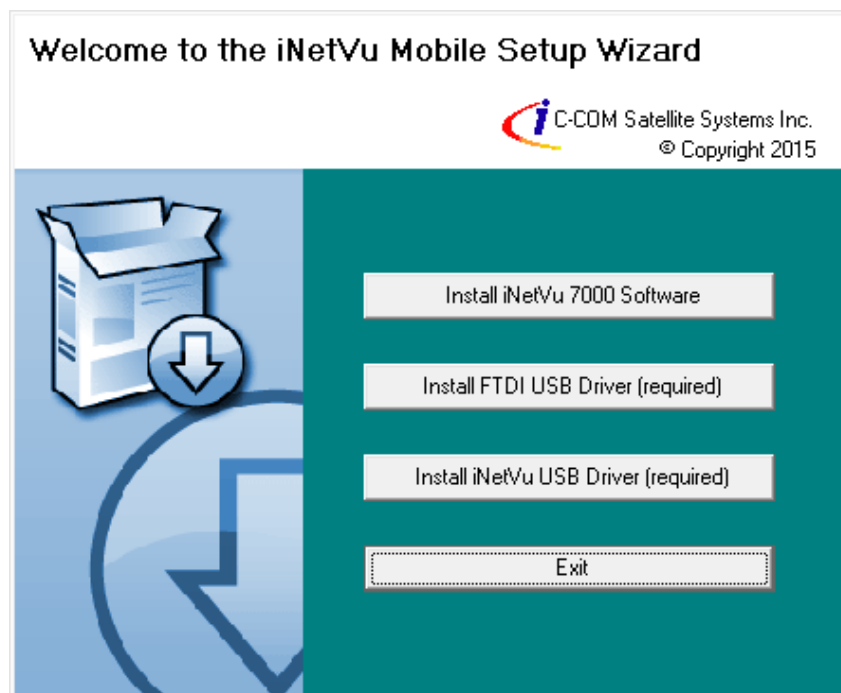 Welcome to the iNetVu Mobile Setup Wizard
C-COM Satellite Systems Inc.
© Copyright 2015
Install iNetVu 7000 Software
Install FTDI USB Driver (required)
Install iNetVu USB Driver (required)
Exit